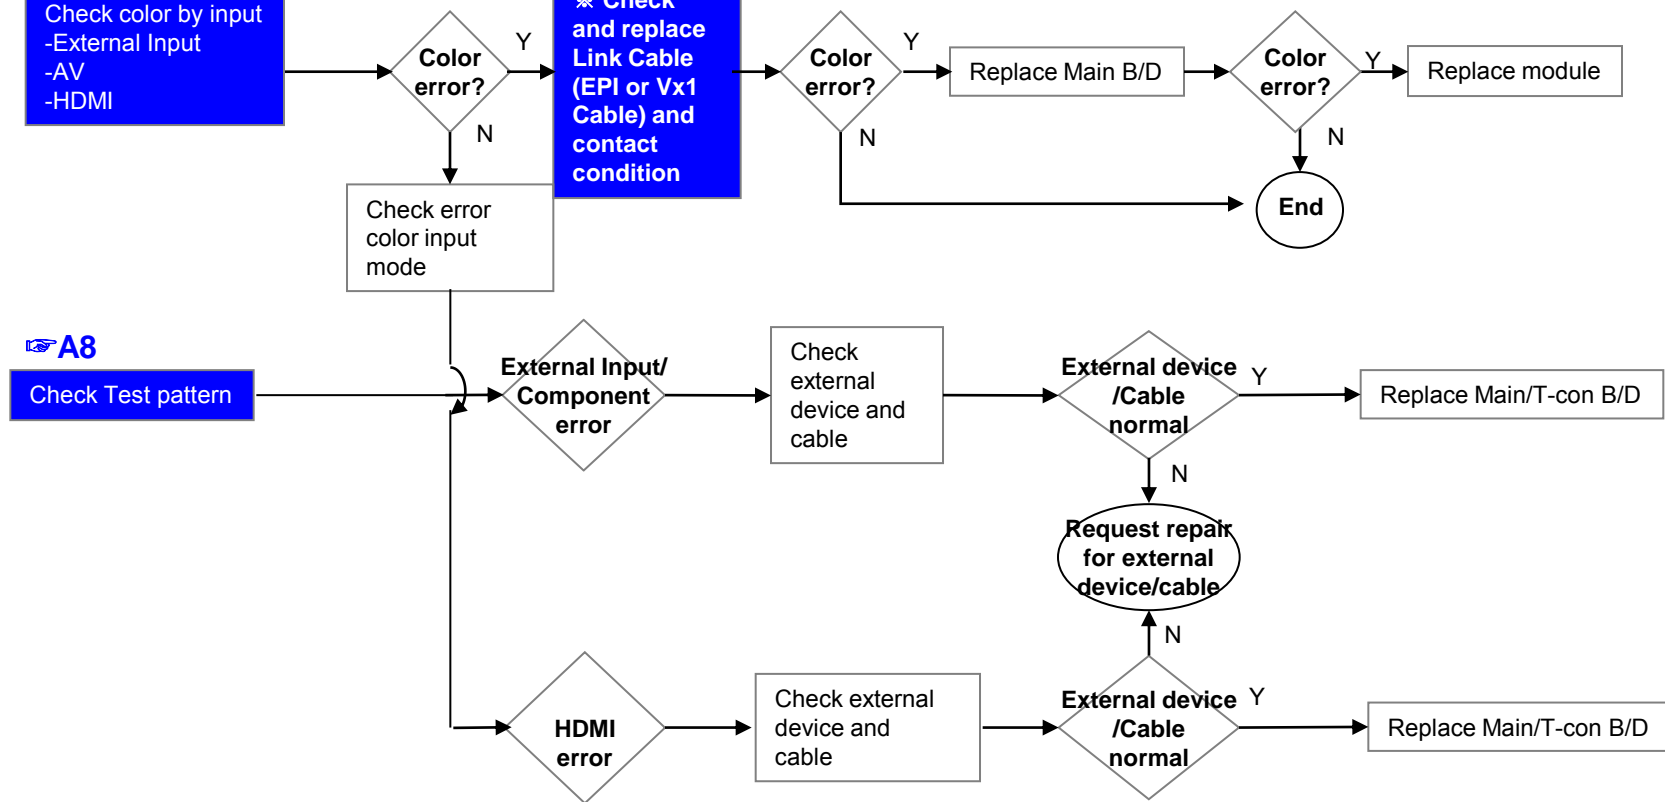 Check color by input
-External Input
-AV
-HDMI
Color
error?
Y
N
※ Check
and replace
Link Cable
(EPI or Vx1
Cable) and
contact
condition
Color
error?
Y
N
Replace Main B/D
Color
error?
Y
N
Replace module
End
Check error
color input
mode
☞A8
Check Test pattern
External Input/
Component
error
Check
external
device and
cable
External device
/Cable
normal
Y
N
Replace Main/T-con B/D
Request repair
for external
device/cable
N
HDMI
error
Check external
device and
cable
External device
/Cable
normal
Y
Replace Main/T-con B/D